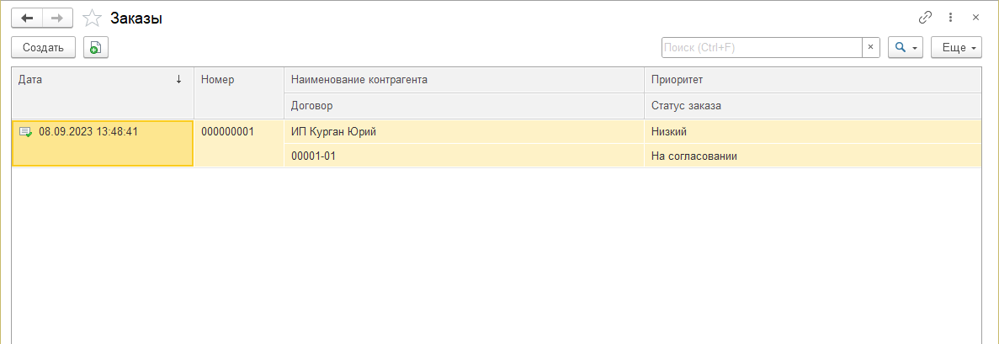 Заказы
Создать
Поиск (Ctrl+F)
×
Еще
Дата ↓ Номер Наименование контрагента Приоритет
Договор Статус заказа
08.09.2023 13:48:41 000000001 ИП Курган Юрий Низкий
00001-01 На согласовании